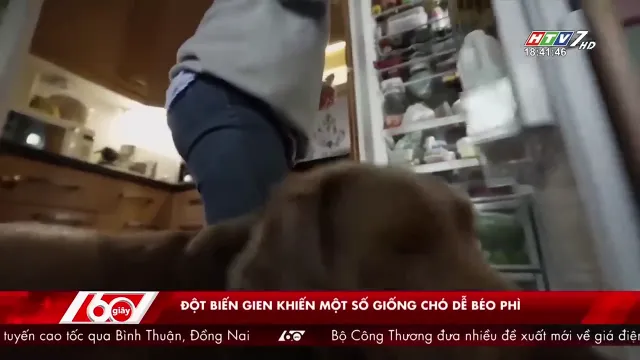 HTV7 HD
18:41:46
60 giây
ĐỘT BIẾN GIEN KHIẾN MỘT SỐ GIỐNG CHÓ DỄ BÉO PHÌ
tuyến cao tốc qua Bình Thuận, Đồng Nai 60 Bộ Công Thương đưa nhiều đề xuất mới về giá điệ